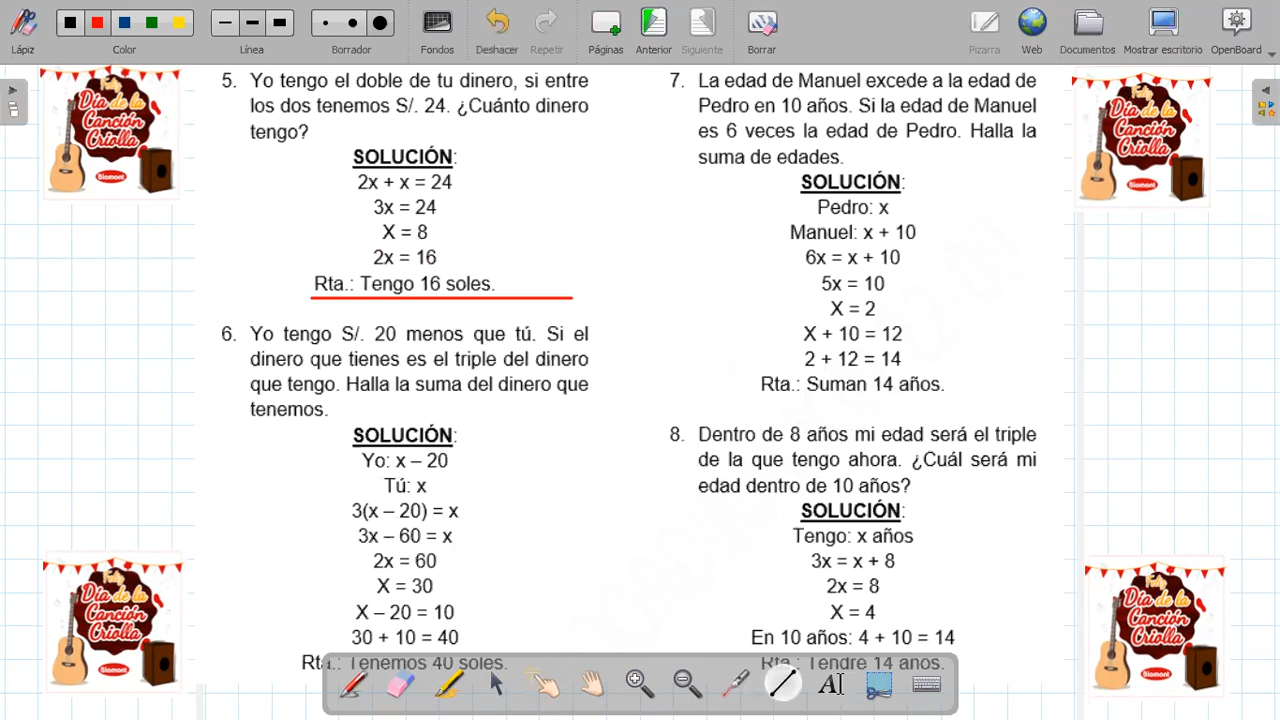 Lápiz
Color
Línea
Borrador
Fondos
Deshacer
Repetir
Páginas
Anterior
Siguiente
Borrar
Pizarra
Web
Documentos
Mostrar escritorio
OpenBoard
Feliz
Día de la
Canción
Criolla
Biomont
5. Yo tengo el doble de tu dinero, si entre
los dos tenemos S/. 24. ¿Cuánto dinero
tengo?
SOLUCIÓN:
2x + x = 24
3x = 24
X = 8
2x = 16
Rta.: Tengo 16 soles.
6. Yo tengo S/. 20 menos que tú. Si el
dinero que tienes es el triple del dinero
que tengo. Halla la suma del dinero que
tenemos.
SOLUCIÓN:
Yo: x – 20
Tú: x
3(x – 20) = x
3x – 60 = x
2x = 60
X = 30
X – 20 = 10
30 + 10 = 40
Rta.: Tenemos 40 soles.
7. La edad de Manuel excede a la edad de
Pedro en 10 años. Si la edad de Manuel
es 6 veces la edad de Pedro. Halla la
suma de edades.
SOLUCIÓN:
Pedro: x
Manuel: x + 10
6x = x + 10
5x = 10
X = 2
X + 10 = 12
2 + 12 = 14
Rta.: Suman 14 años.
8. Dentro de 8 años mi edad será el triple
de la que tengo ahora. ¿Cuál será mi
edad dentro de 10 años?
SOLUCIÓN:
Tengo: x años
3x = x + 8
2x = 8
X = 4
En 10 años: 4 + 10 = 14
Rta.: Tendré 14 años.
Feliz
Día de la
Canción
Criolla
Biomont
Feliz
Día de la
Canción
Criolla
Biomont
Feliz
Día de la
Canción
Criolla
Biomont